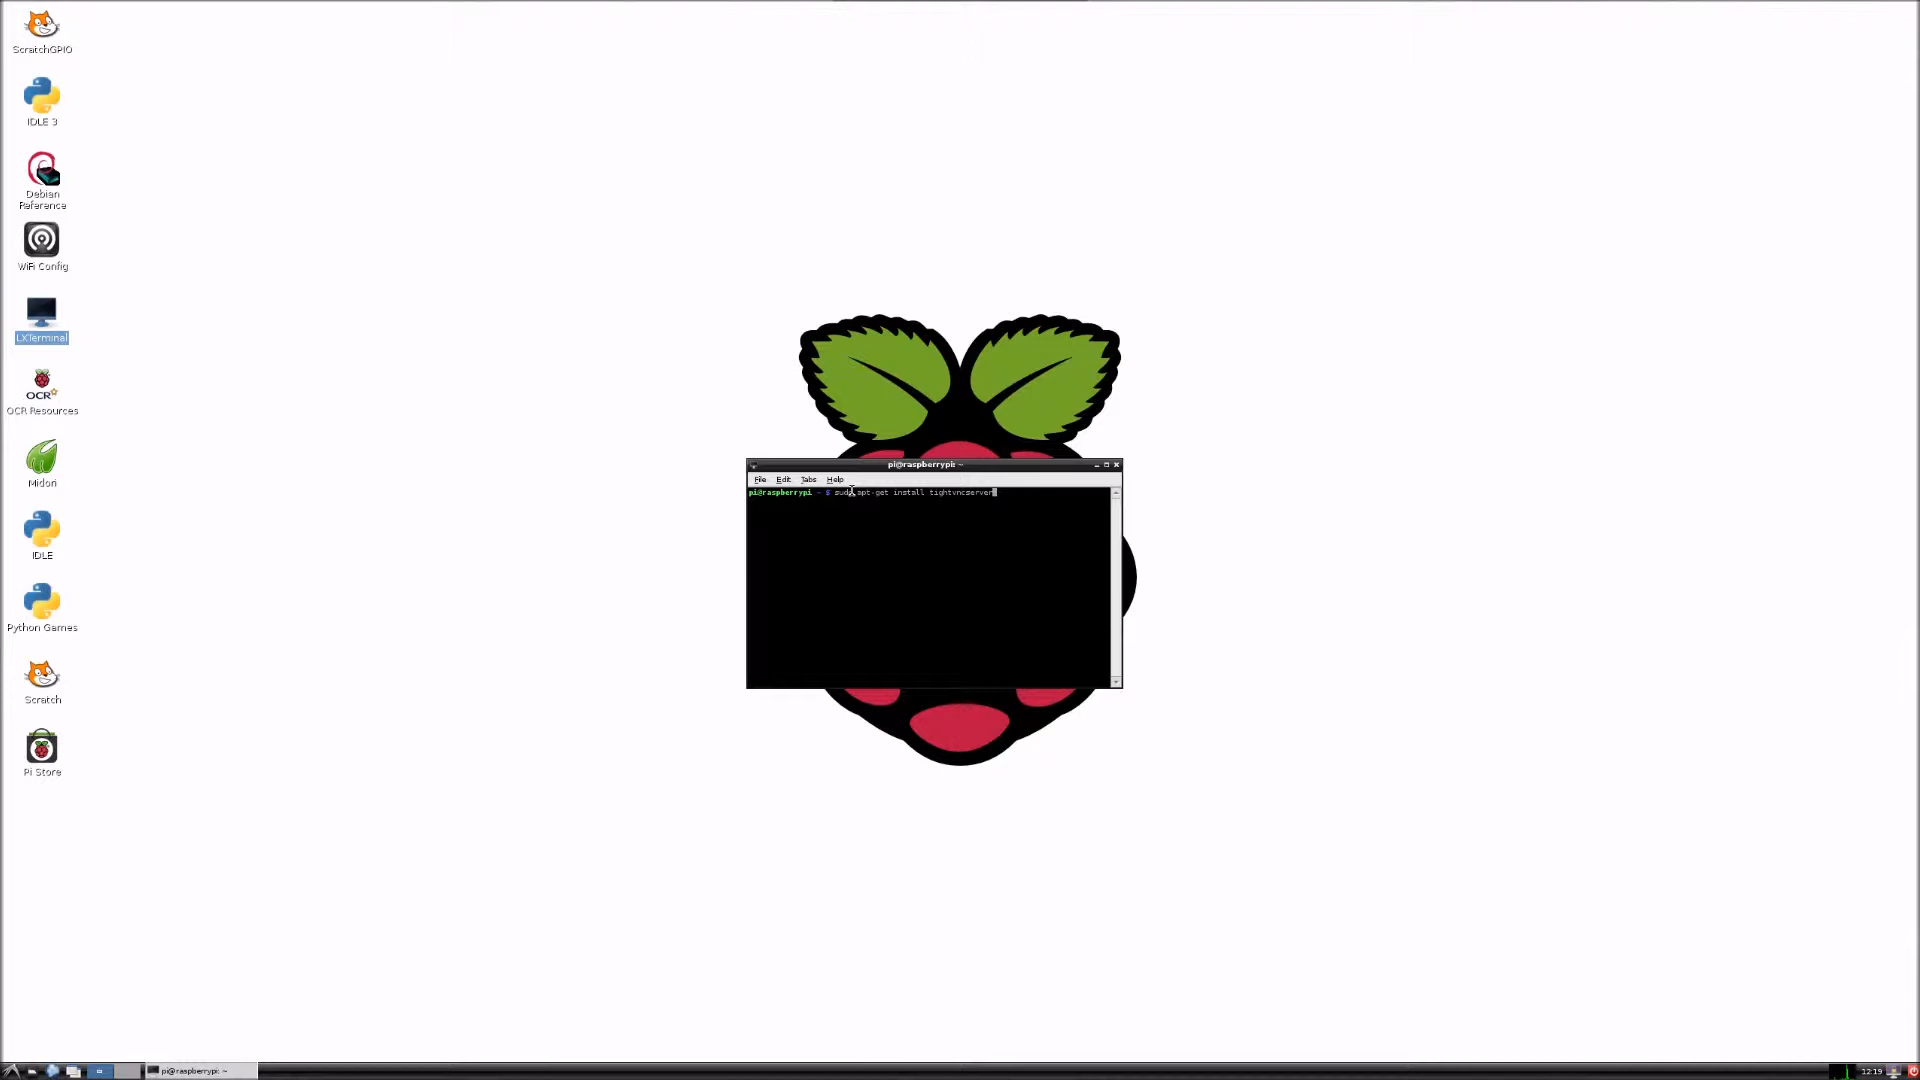 ScratchGPIO
IDLE 3
Debian
Reference
WiFi Config
LXTerminal
OCR
OCR Resources
Midori
IDLE
Python Games
Scratch
Pi Store
pi@raspberrypi: ~
File Edit Tabs Help
pi@raspberrypi ~ $ sudo apt-get install tightvncserver
pi@raspberrypi: ~
12:19